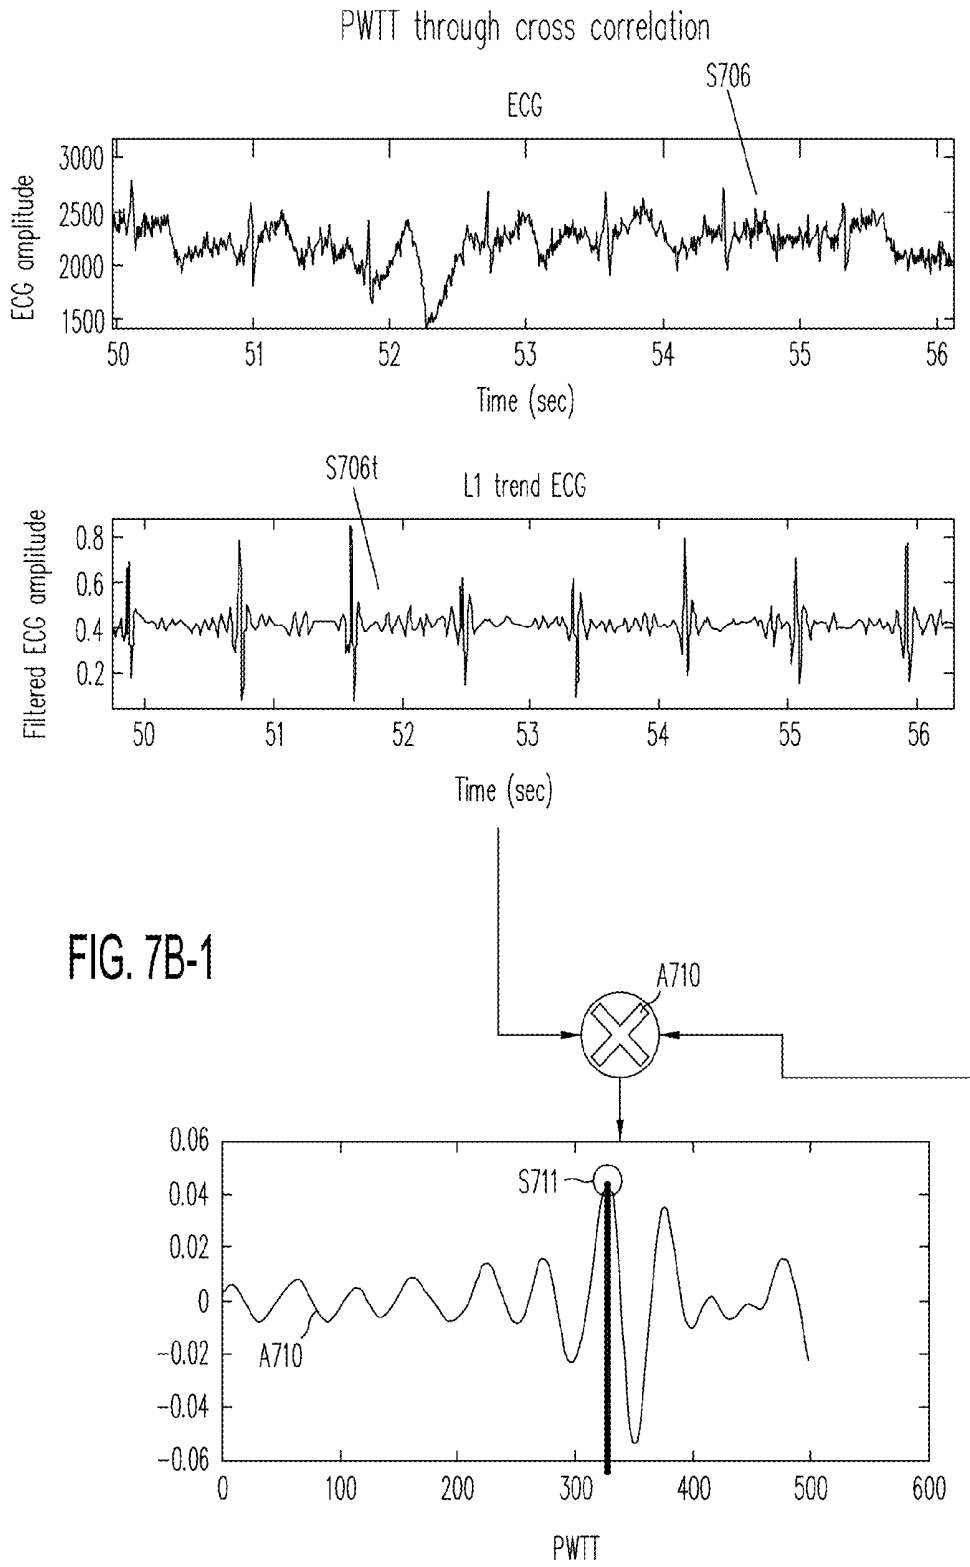 PWTT through cross correlation
S706
ECG
ECG amplitude
3000
2500
2000
1500
50 51 52 53 54 55 56
Time (sec)
S706t
L1 trend ECG
Filtered ECG amplitude
0.8
0.6
0.4
0.2
50 51 52 53 54 55 56
Time (sec)
FIG. 7B-1
A710
0.06
0.04
0.02
0
-0.02
-0.04
-0.06
S711
A710
0 100 200 300 400 500 600
PWTT